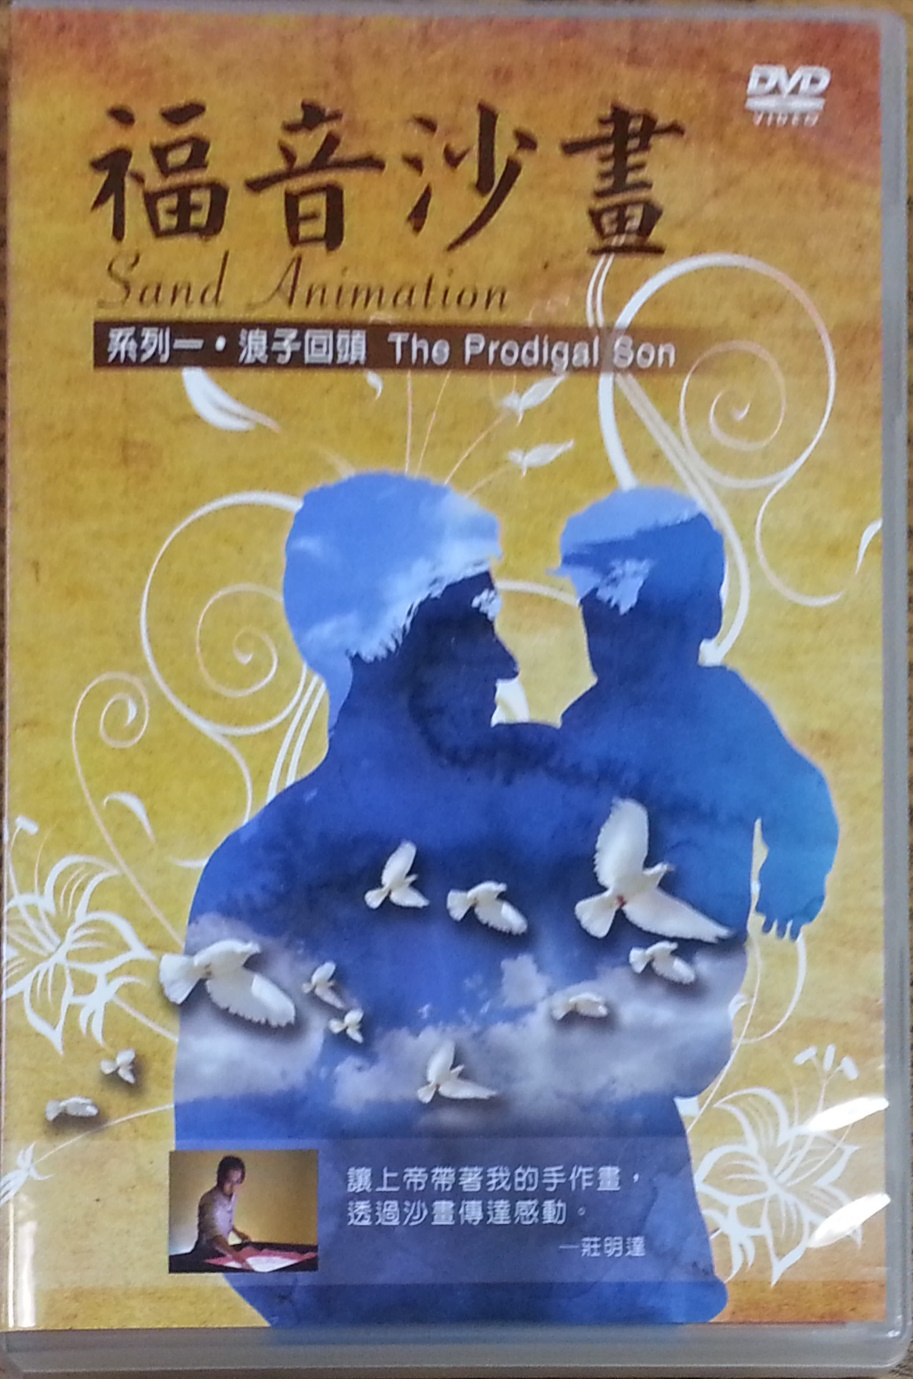 DVD
VIDEO
福音沙畫
Sand Animation
系列一・浪子回頭 The Prodigal Son
讓上帝帶著我的手作畫，
透過沙畫傳達感動。
—莊明達